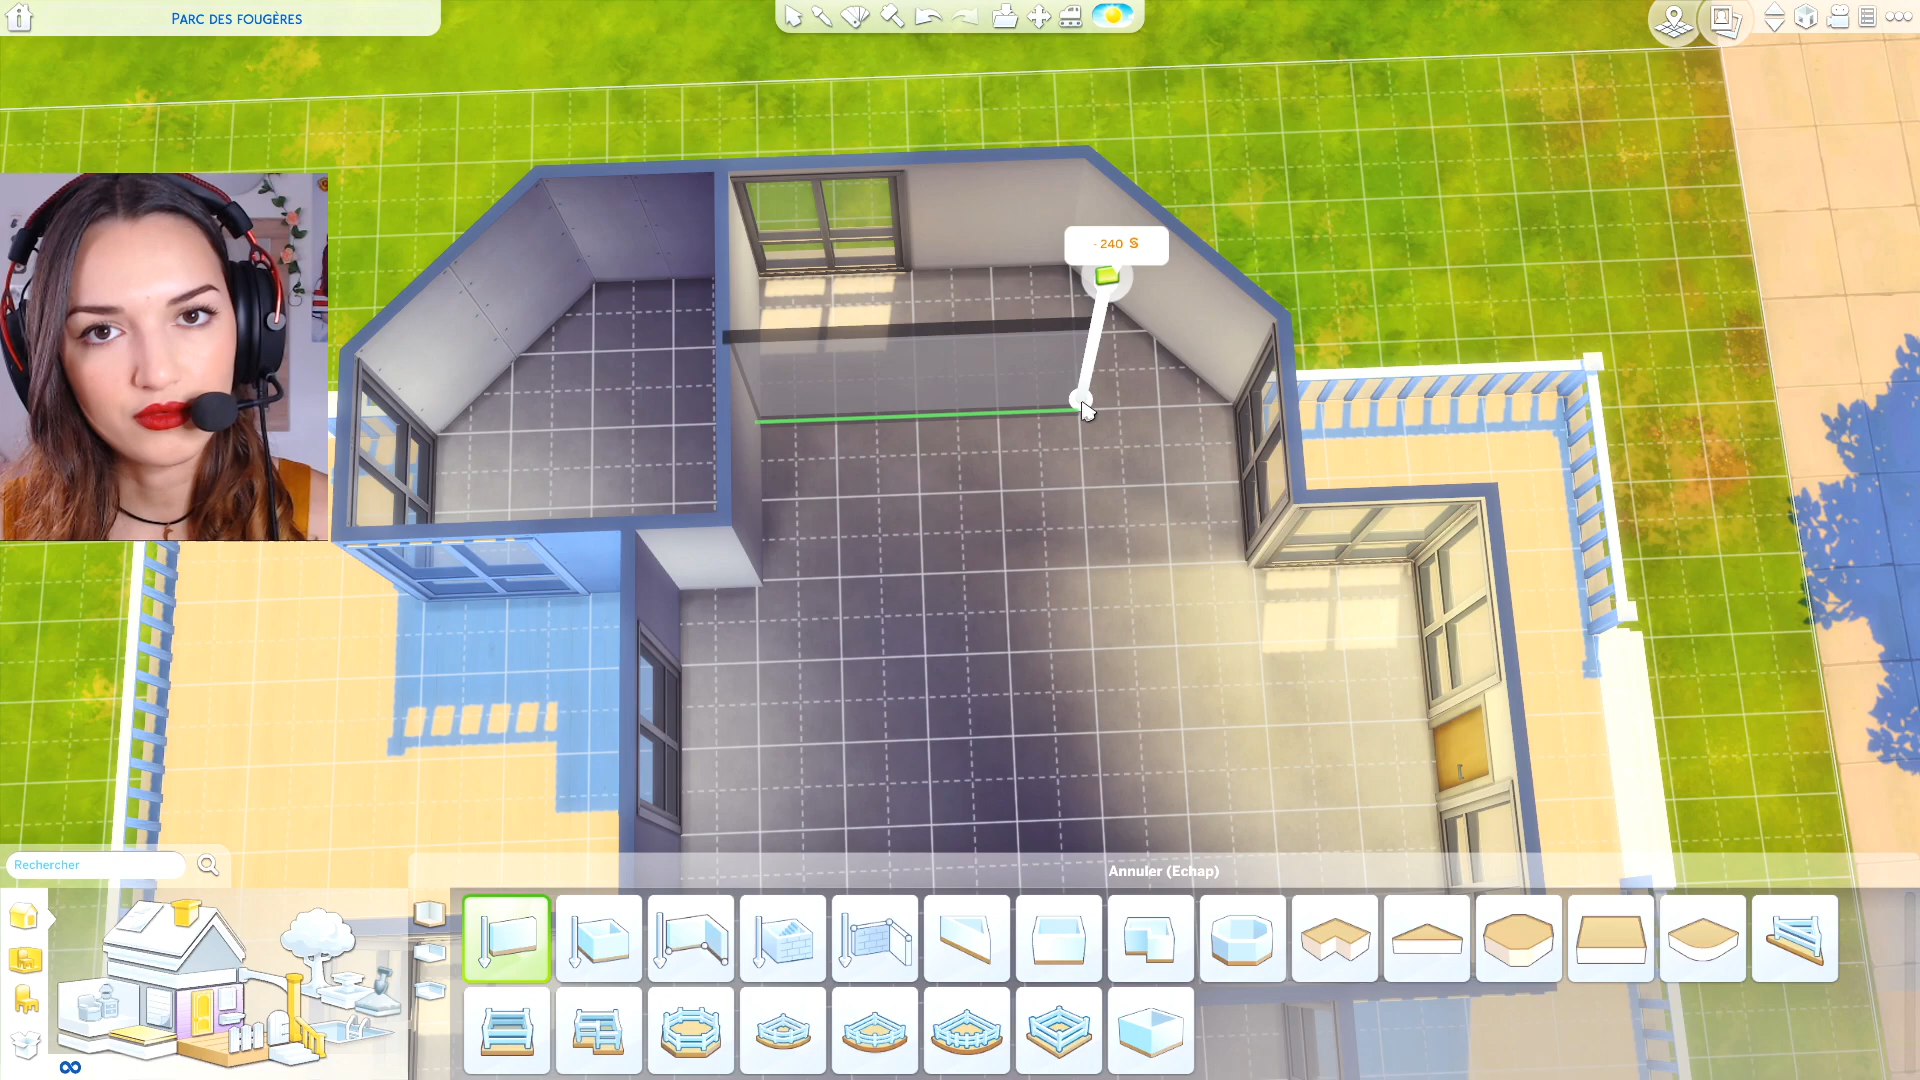 Parc des fougères
- 240 §
Rechercher
Annuler (Echap)